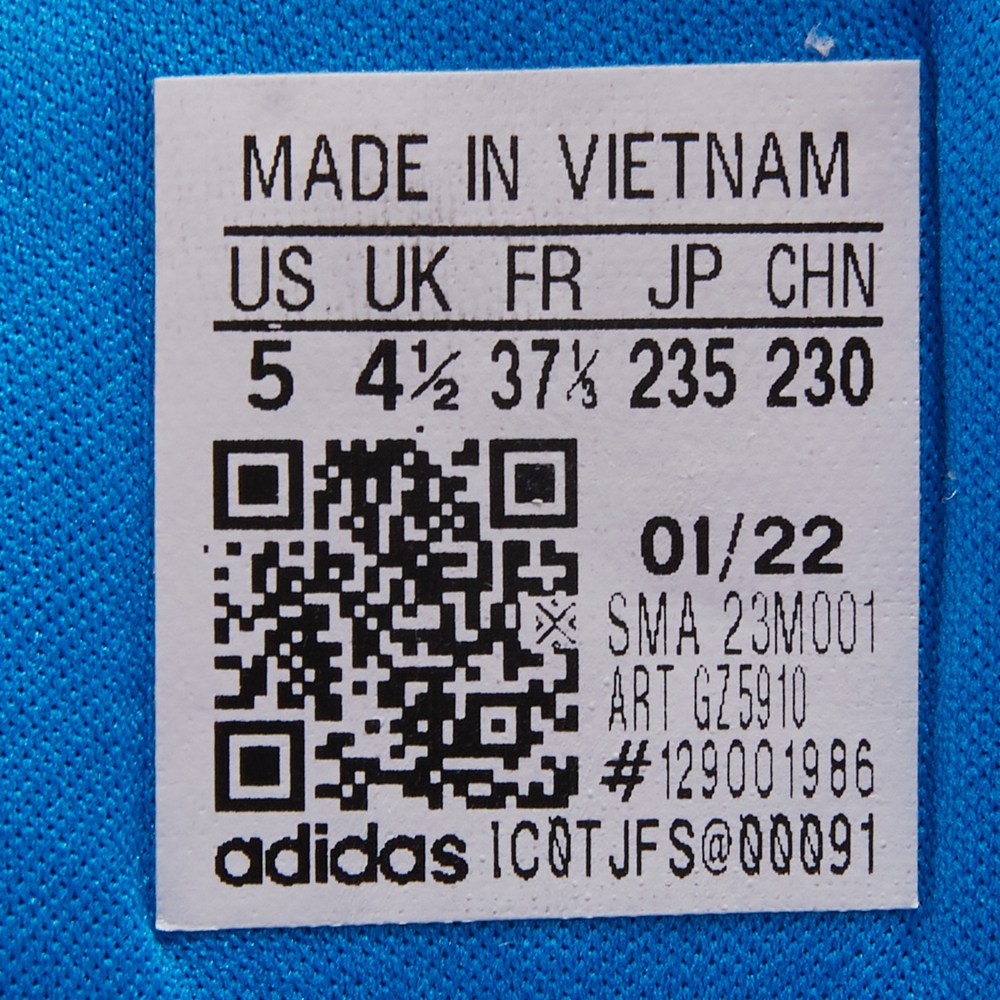 MADE IN VIETNAM
US UK FR JP CHN
5 4½ 37⅓ 235 230
01/22
SMA 23M001
ART GZ5910
#129001986
adidas 1C0TJFS@00091